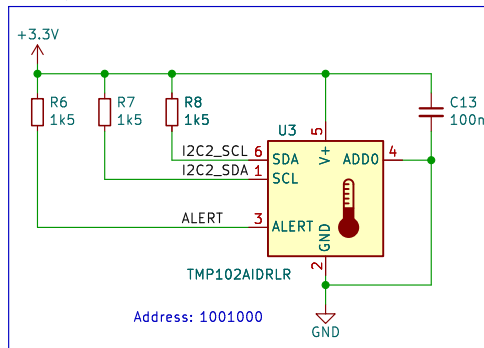 +3.3V
R6
1k5
R7
1k5
R8
1k5
C13
100n
U3
I2C2_SCL
6
SDA
I2C2_SDA
1
SCL
5
V+
ADD0
4
ALERT
3
ALERT
GND
2
TMP102AIDRLR
Address: 1001000
GND